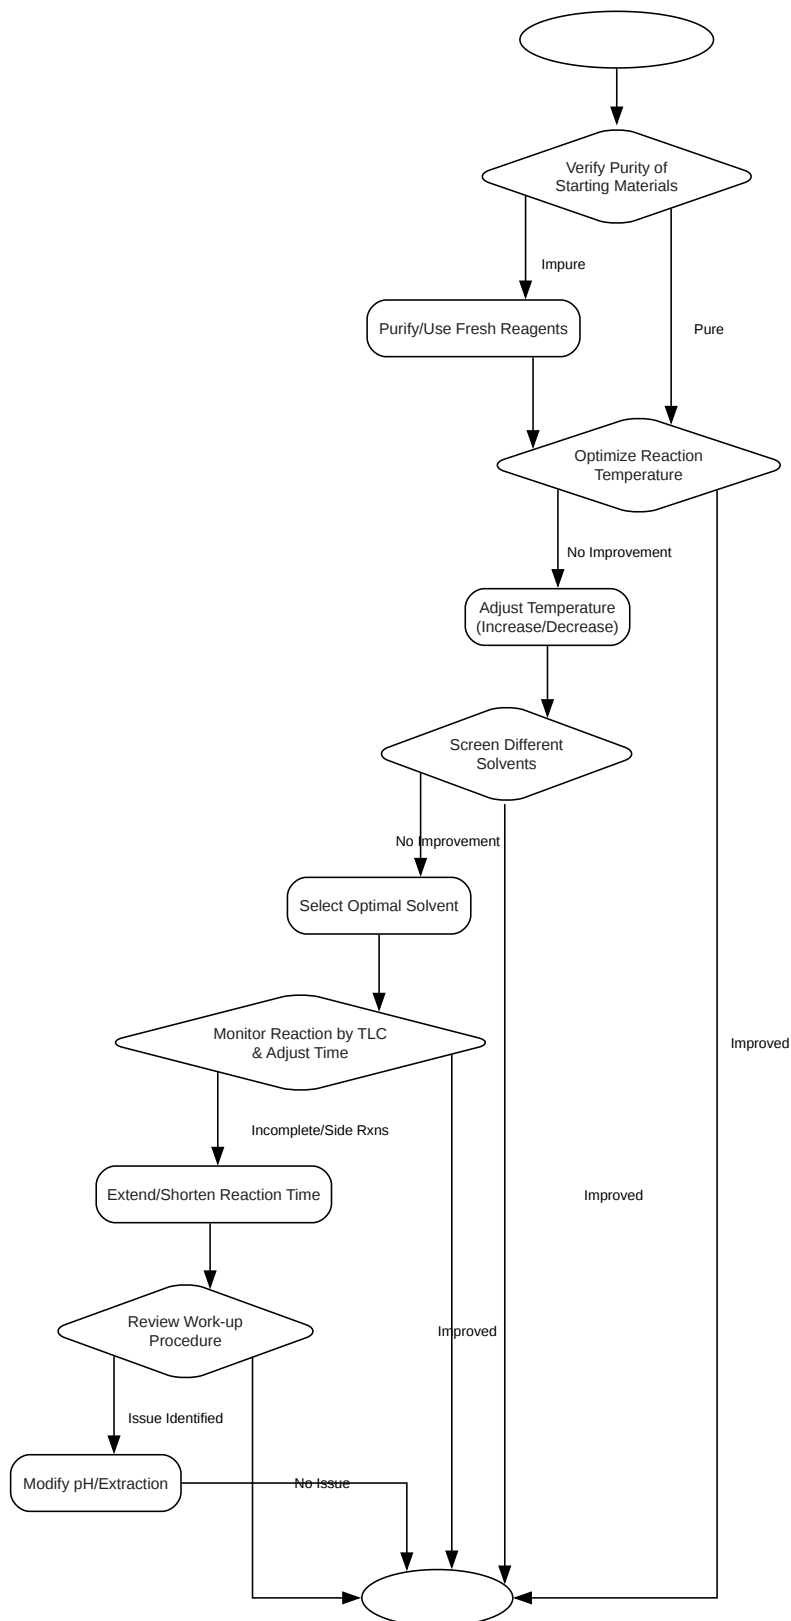 Verify Purity of
Starting Materials
Impure
Purify/Use Fresh Reagents
Pure
Optimize Reaction
Temperature
No Improvement
Adjust Temperature
(Increase/Decrease)
Screen Different
Solvents
No Improvement
Select Optimal Solvent
Monitor Reaction by TLC
& Adjust Time
Improved
Incomplete/Side Rxns
Extend/Shorten Reaction Time
Improved
Review Work-up
Procedure
Improved
Issue Identified
Modify pH/Extraction
No Issue